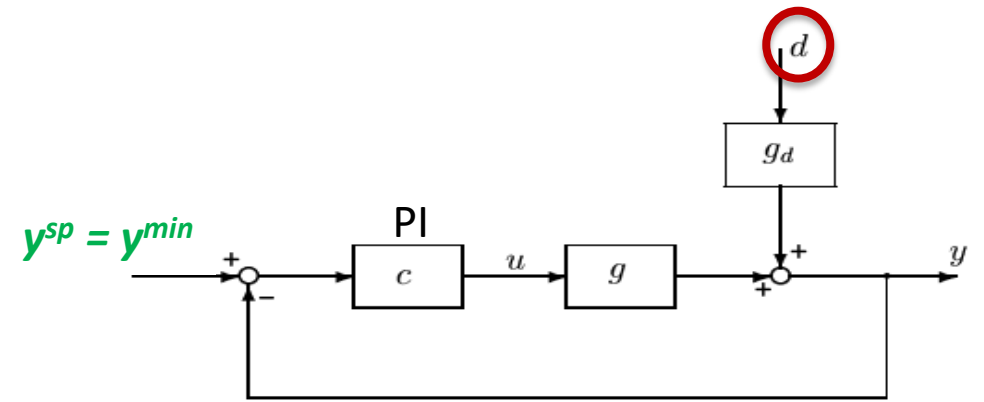 d
g_d
y^sp = y^min
PI
+
c
u
g
+
+
y
−